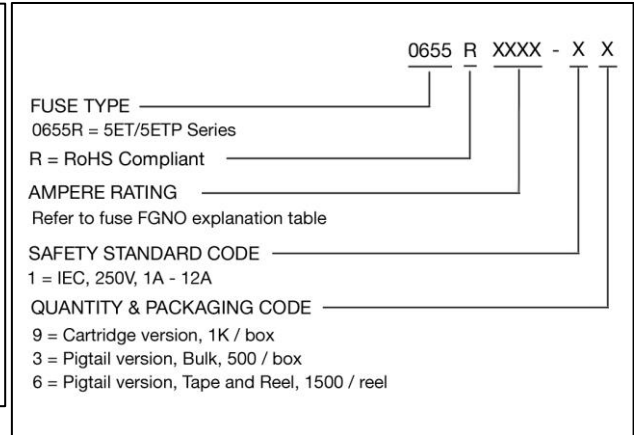 0655 R XXXX - X X
FUSE TYPE
0655R = 5ET/5ETP Series
R = RoHS Compliant
AMPERE RATING
Refer to fuse FGNO explanation table
SAFETY STANDARD CODE
1 = IEC, 250V, 1A - 12A
QUANTITY & PACKAGING CODE
9 = Cartridge version, 1K / box
3 = Pigtail version, Bulk, 500 / box
6 = Pigtail version, Tape and Reel, 1500 / reel